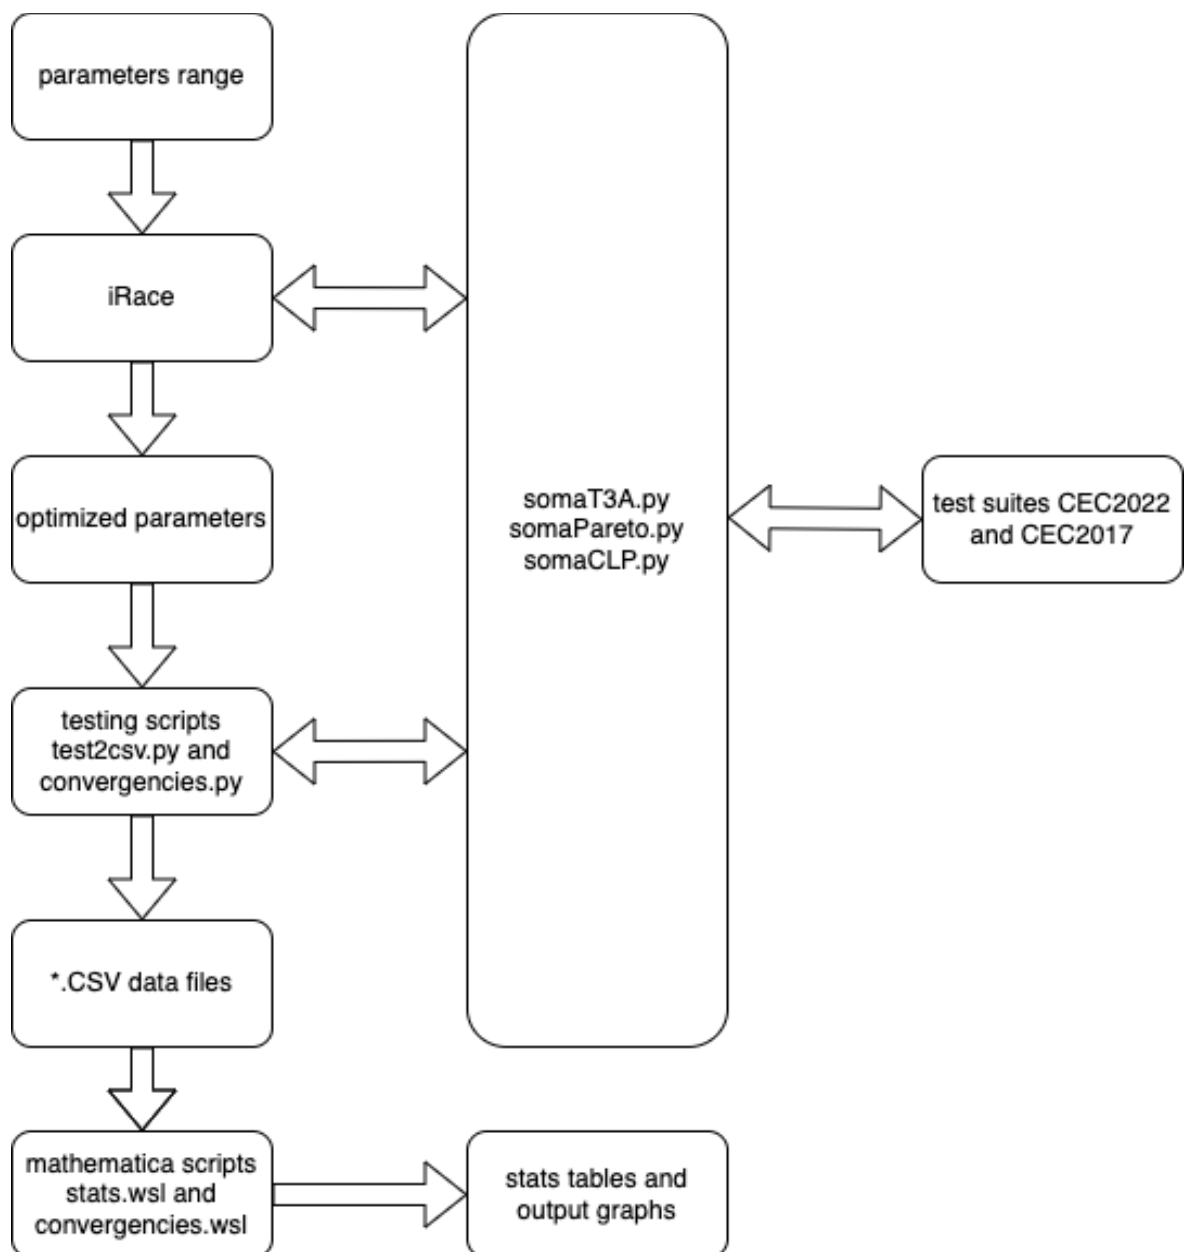 parameters range
iRace
optimized parameters
testing scripts
test2csv.py and
convergencies.py
*.CSV data files
mathematica scripts
stats.wsl and
convergencies.wsl
somaT3A.py
somaPareto.py
somaCLP.py
test suites CEC2022
and CEC2017
stats tables and
output graphs